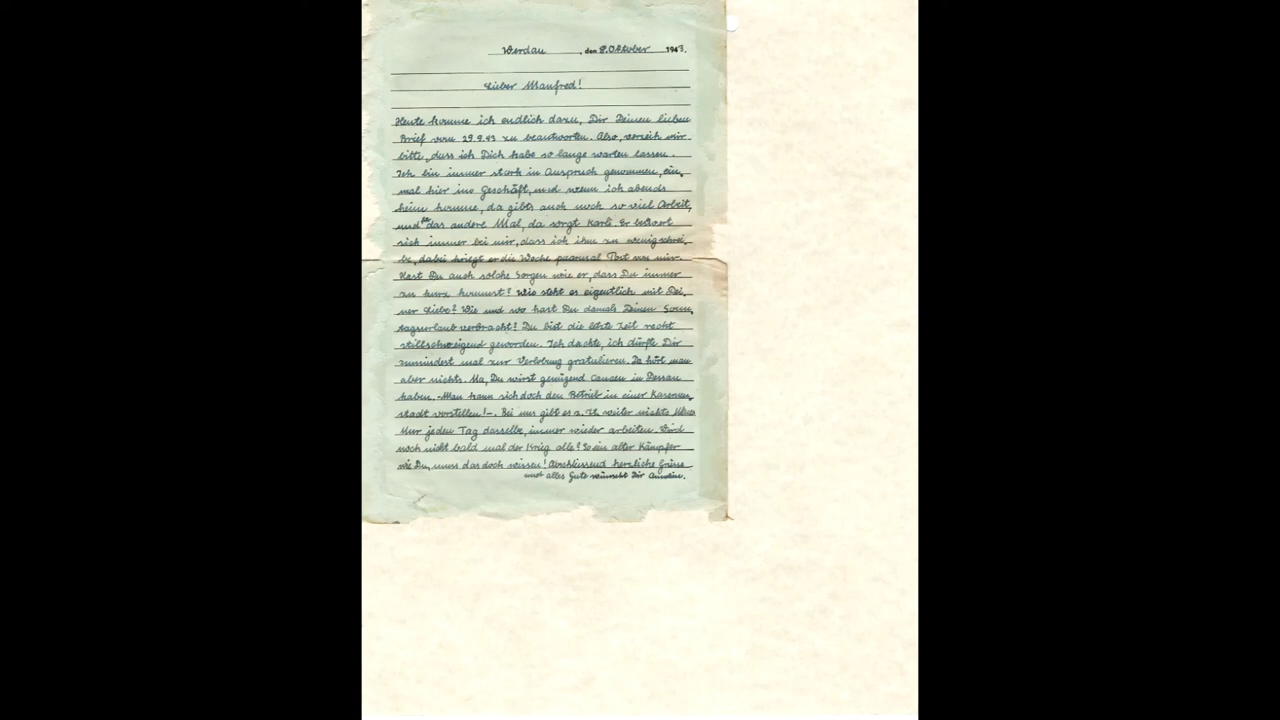 Werdau, den 8. Oktober 1943.
Lieber Manfred!
Heute komme ich endlich dazu, Dir Deinen lieben
Brief vom 29.9.43 zu beantworten. Also, verzeih mir
bitte, dass ich Dich habe so lange warten lassen.
Ich bin immer stark in Anspruch genommen, ein-
mal hier ins Geschäft, und wenn ich abends
heim komme, da gibts auch noch so viel Arbeit,
und für das andere Mal, da sorgt Karli. Er
sich immer bei mir, dass ich ihm zu wenig schrei-
be, dabei kriegt er die Woche paarmal Post von mir.
Hast Du auch solche Sorgen wie er, dass Du immer
zu kurz kommst? Wie steht es eigentlich mit Dei-
ner Liebe? Wie und wo hast Du damals Deinen Sonn-
tagsurlaub verbracht? Du bist die letzte Zeit recht
stillschweigend geworden. Ich dachte, ich dürfte Dir
zumindest mal zur Verlobung gratulieren. Da hört man
aber nichts. Na, Du wirst genügend Cousen in Dessau
haben. -Man kann sich doch den Betrieb in einer Kasernen-
stadt vorstellen!-. Bei uns gibt es z. Zt. weiter nichts Neues
Nur jeden Tag dasselbe, immer wieder arbeiten. Wird
noch nicht bald mal der Krieg alle? So ein alter Kämpfer
wie Du, muss das doch wissen! Abschliessend herzliche Grüsse
und alles Gute wünscht Dir